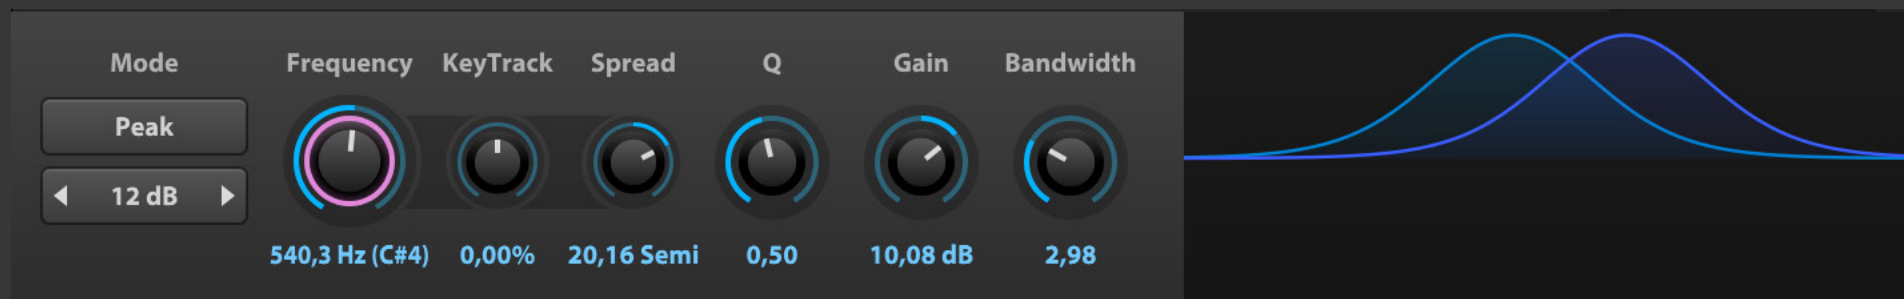 Mode
Frequency
KeyTrack
Spread
Q
Gain
Bandwidth
Peak
12 dB
540,3 Hz (C#4)
0,00%
20,16 Semi
0,50
10,08 dB
2,98